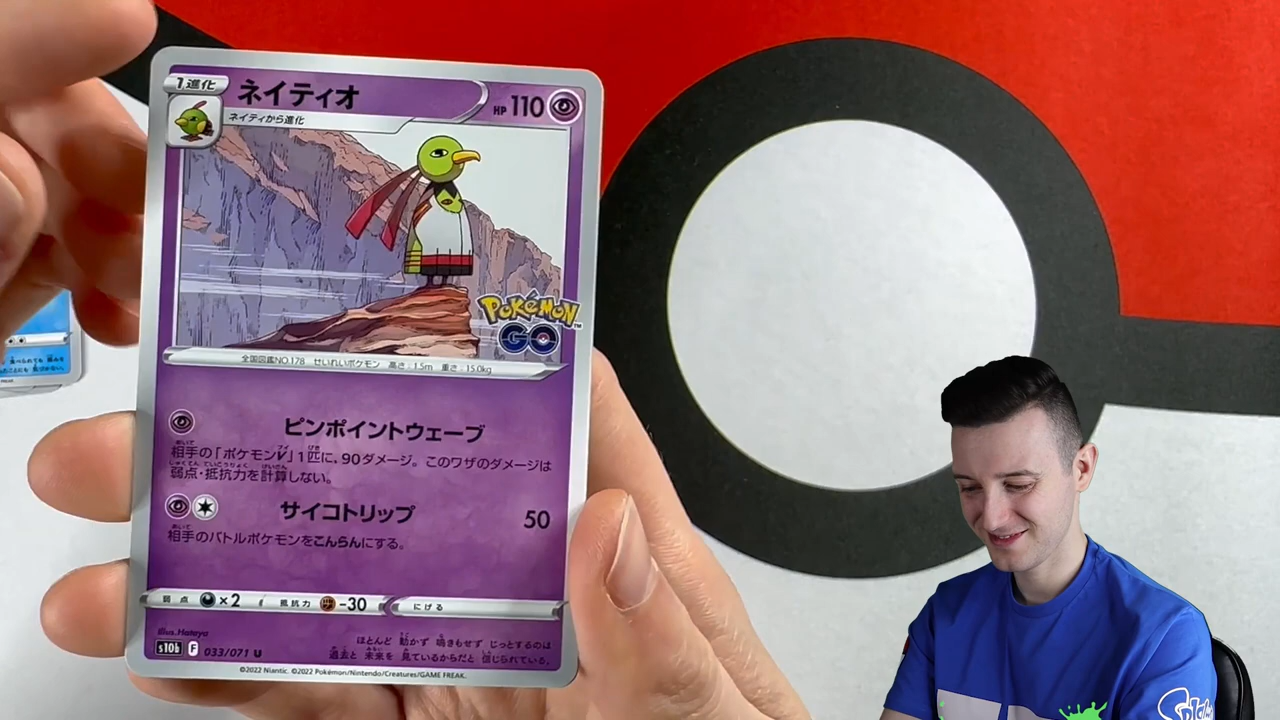 1進化
ネイティオ
HP 110
ネイティから進化
POKÉMON
GO
TM
全国図鑑NO.178 せいれいポケモン 高さ:1.5m 重さ:15.0kg
ピンポイントウェーブ
相手の「ポケモンV」1匹に、90ダメージ。このワザのダメージは
弱点・抵抗力を計算しない。
サイコトリップ 50
相手のバトルポケモンをこんらんにする。
弱点 ×2 抵抗力 -30 にげる
illus.Hataya
s10b F 033/071 U
ほとんど 動かず 鳴きもせず じっとするのは
過去と 未来を 見ているからだと 信じられている。
©2022 Niantic. ©2022 Pokémon/Nintendo/Creatures/GAME FREAK.